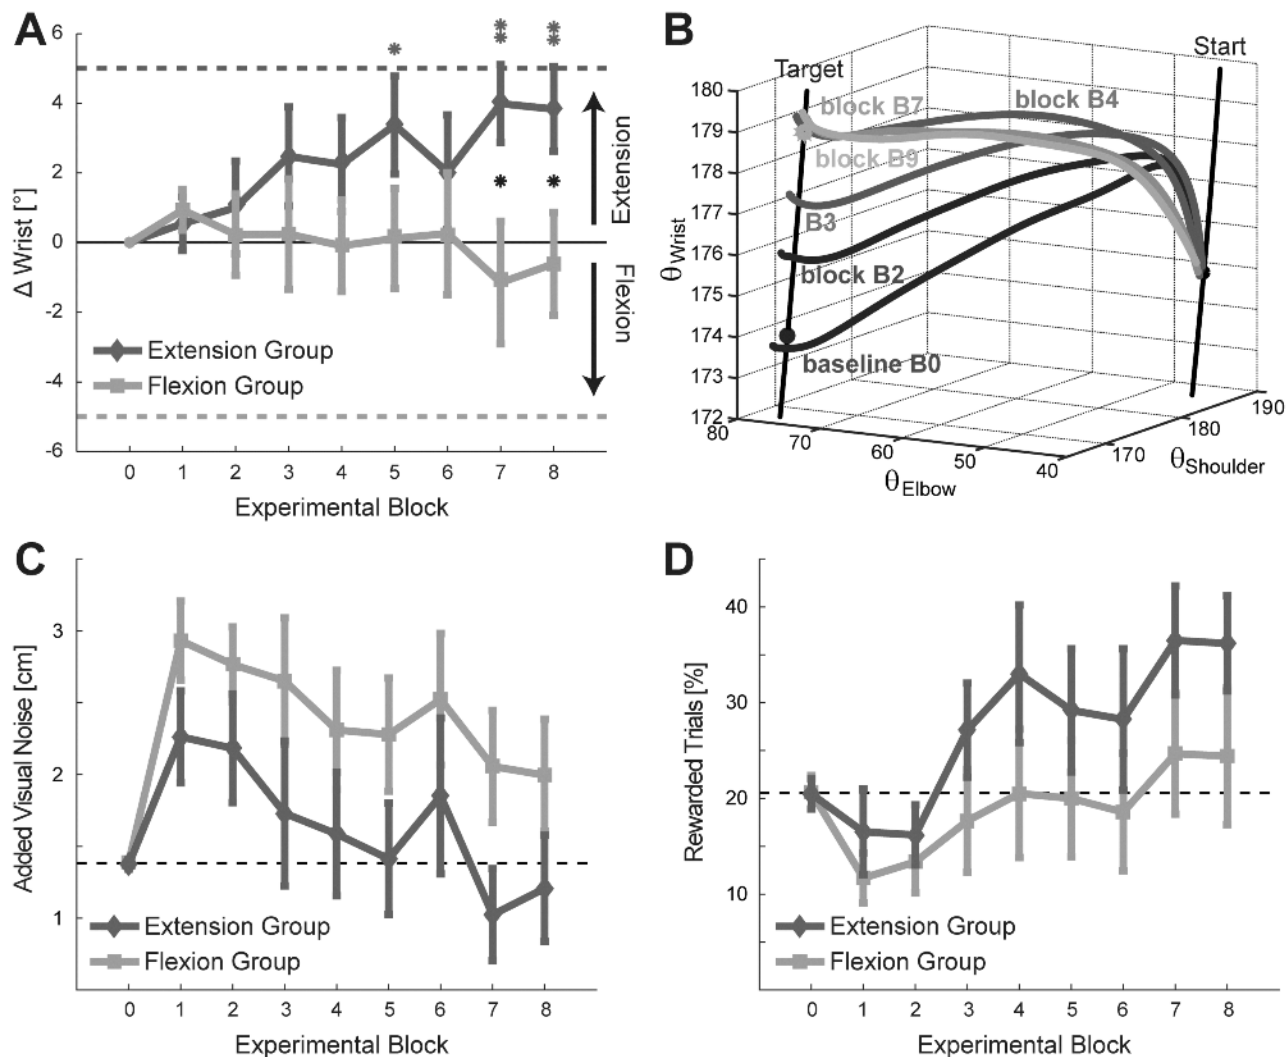 A
6
4
2
0
-2
-4
-6
Δ Wrist [°]
* * * * *
* *
Extension
Flexion
Extension Group
Flexion Group
0 1 2 3 4 5 6 7 8
Experimental Block
B
Start
Target
block B7
block B4
block B9
B3
block B2
baseline B0
180
179
178
177
176
175
174
173
172
θWrist
80 70 60 50 40
θElbow
170 180 190
θShoulder
C
3
2
1
Added Visual Noise [cm]
Extension Group
Flexion Group
0 1 2 3 4 5 6 7 8
Experimental Block
D
40
30
20
10
Rewarded Trials [%]
Extension Group
Flexion Group
0 1 2 3 4 5 6 7 8
Experimental Block